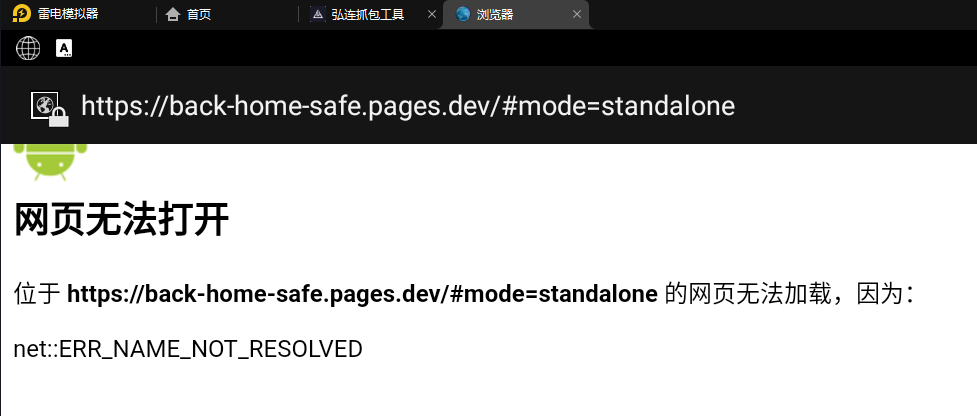 雷电模拟器 首页 弘连抓包工具 浏览器
A
https://back-home-safe.pages.dev/#mode=standalone
网页无法打开
位于 https://back-home-safe.pages.dev/#mode=standalone 的网页无法加载，因为：
net::ERR_NAME_NOT_RESOLVED